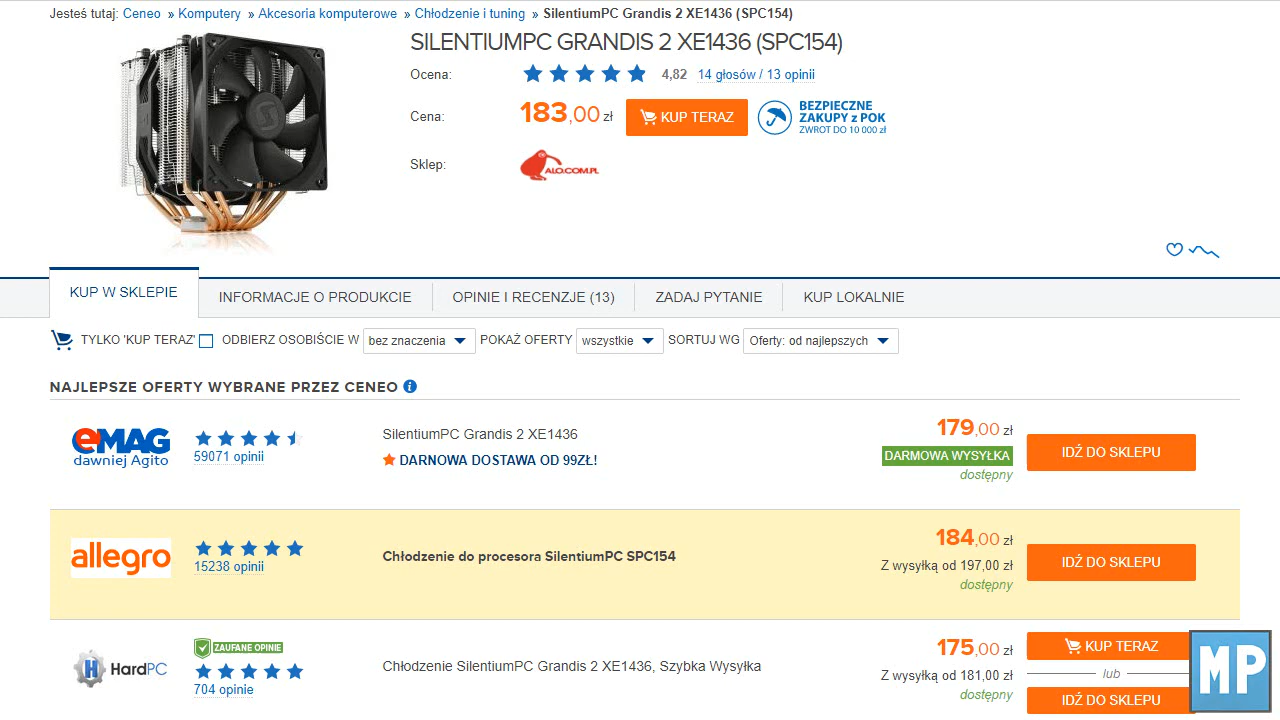 Jesteś tutaj: Ceneo » Komputery » Akcesoria komputerowe » Chłodzenie i tuning » SilentiumPC Grandis 2 XE1436 (SPC154)
SILENTIUMPC GRANDIS 2 XE1436 (SPC154)
Ocena: 4,82 14 głosów / 13 opinii
Cena: 183,00 zł KUP TERAZ BEZPIECZNE
ZAKUPY z POK
ZWROT DO 10 000 zł
Sklep: ALO.COM.PL
KUP W SKLEPIE INFORMACJE O PRODUKCIE OPINIE I RECENZJE (13) ZADAJ PYTANIE KUP LOKALNIE
TYLKO 'KUP TERAZ' ODBIERZ OSOBIŚCIE W bez znaczenia POKAŻ OFERTY wszystkie SORTUJ WG Oferty: od najlepszych
NAJLEPSZE OFERTY WYBRANE PRZEZ CENEO i
eMAG
dawniej Agito
59071 opinii
SilentiumPC Grandis 2 XE1436
DARNOWA DOSTAWA OD 99ZŁ!
179,00 zł
DARMOWA WYSYŁKA
dostępny
IDŹ DO SKLEPU
allegro
15238 opinii
Chłodzenie do procesora SilentiumPC SPC154
184,00 zł
Z wysyłką od 197,00 zł
dostępny
IDŹ DO SKLEPU
H HardPC
ZAUFANE OPINIE
704 opinie
Chłodzenie SilentiumPC Grandis 2 XE1436, Szybka Wysyłka
175,00 zł
Z wysyłką od 181,00 zł
dostępny
KUP TERAZ
lub
IDŹ DO SKLEPU
MP